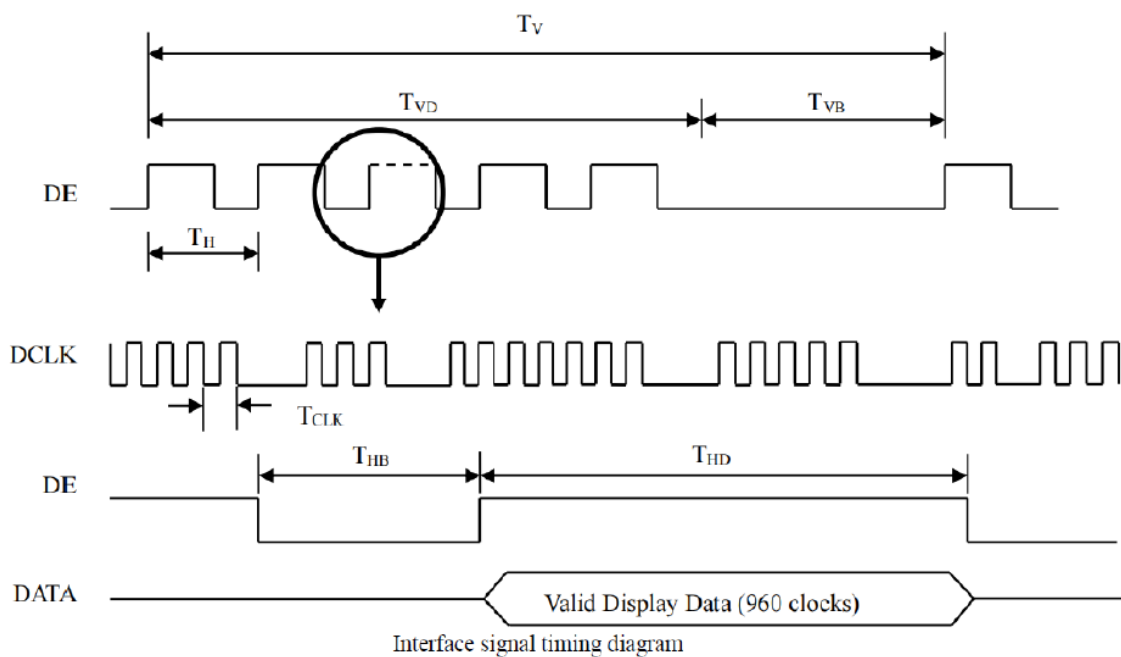 TV
TVD
TVB
DE
TH
DCLK
TCLK
THB
THD
DE
DATA
Valid Display Data (960 clocks)
Interface signal timing diagram